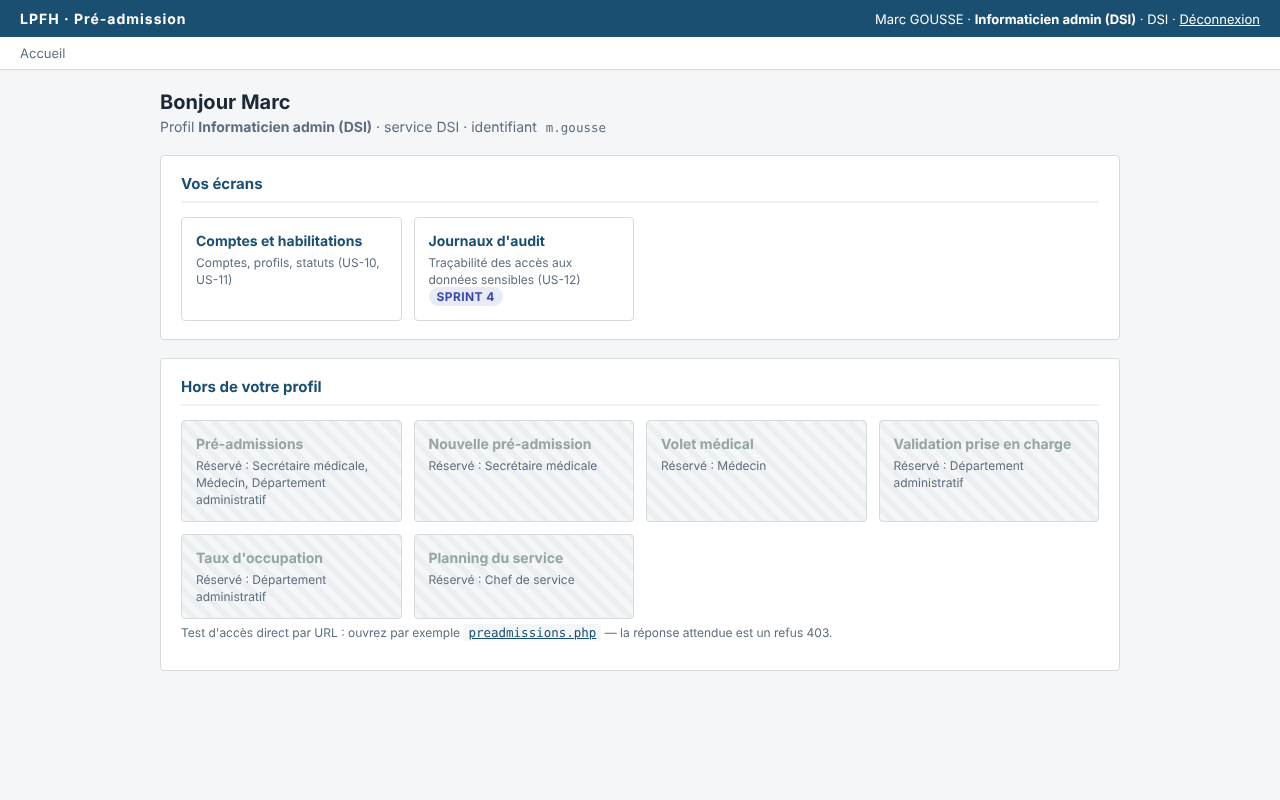 LPFH · Pré-admission
Marc GOUSSE · Informaticien admin (DSI) · DSI · Déconnexion
Accueil
Bonjour Marc
Profil Informaticien admin (DSI) · service DSI · identifiant m.gousse
Vos écrans
Comptes et habilitations
Comptes, profils, statuts (US-10,
US-11)
Journaux d'audit
Traçabilité des accès aux
données sensibles (US-12)
SPRINT 4
Hors de votre profil
Pré-admissions
Réservé : Secrétaire médicale,
Médecin, Département
administratif
Nouvelle pré-admission
Réservé : Secrétaire médicale
Volet médical
Réservé : Médecin
Validation prise en charge
Réservé : Département
administratif
Taux d'occupation
Réservé : Département
administratif
Planning du service
Réservé : Chef de service
Test d'accès direct par URL : ouvrez par exemple preadmissions.php — la réponse attendue est un refus 403.